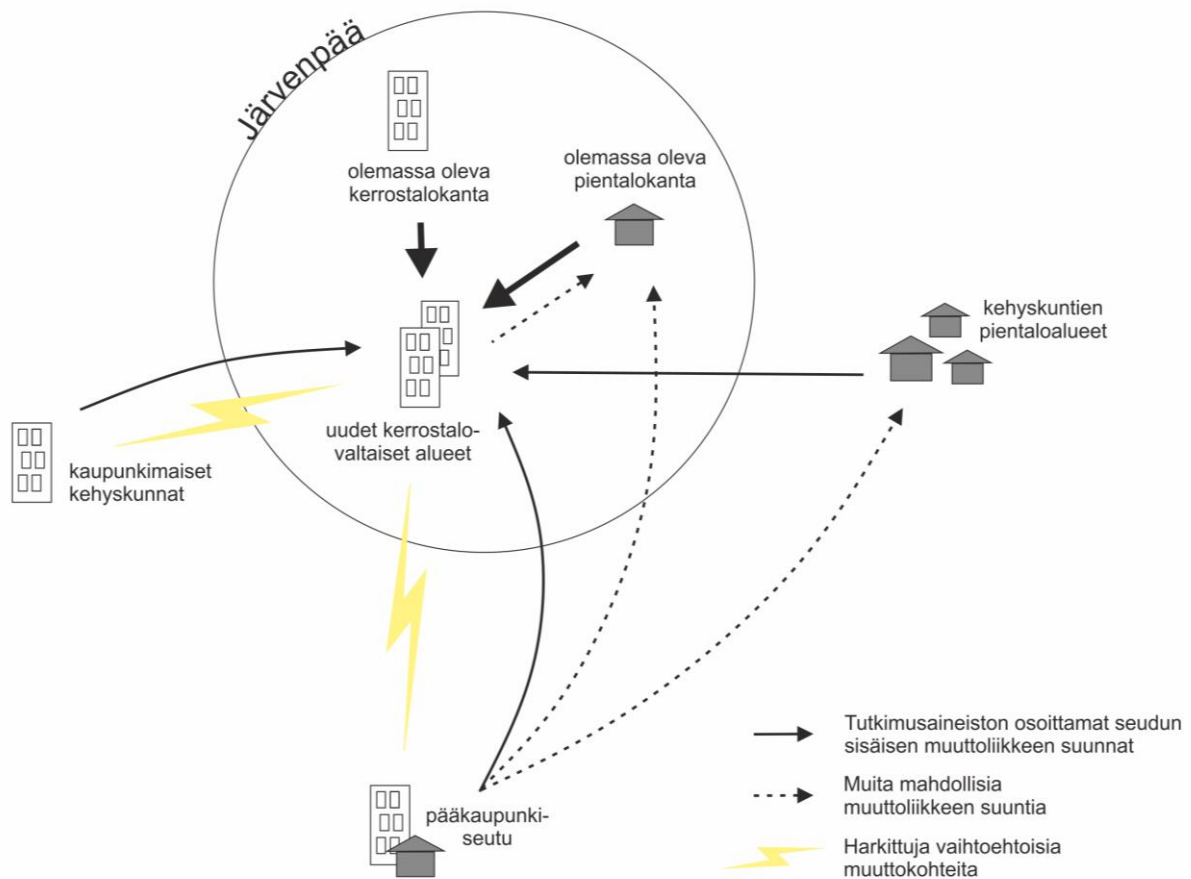 Järvenpää
olemassa oleva
kerrostalokanta
olemassa oleva
pientalokanta
kehyskuntien
pientaloalueet
uudet kerrostalo-
valtaiset alueet
kaupunkimaiset
kehyskunnat
pääkaupunki-
seutu
Tutkimusaineiston osoittamat seudun
sisäisen muuttoliikkeen suunnat
Muita mahdollisia
muuttoliikkeen suuntia
Harkittuja vaihtoehtoisia
muuttokohteita